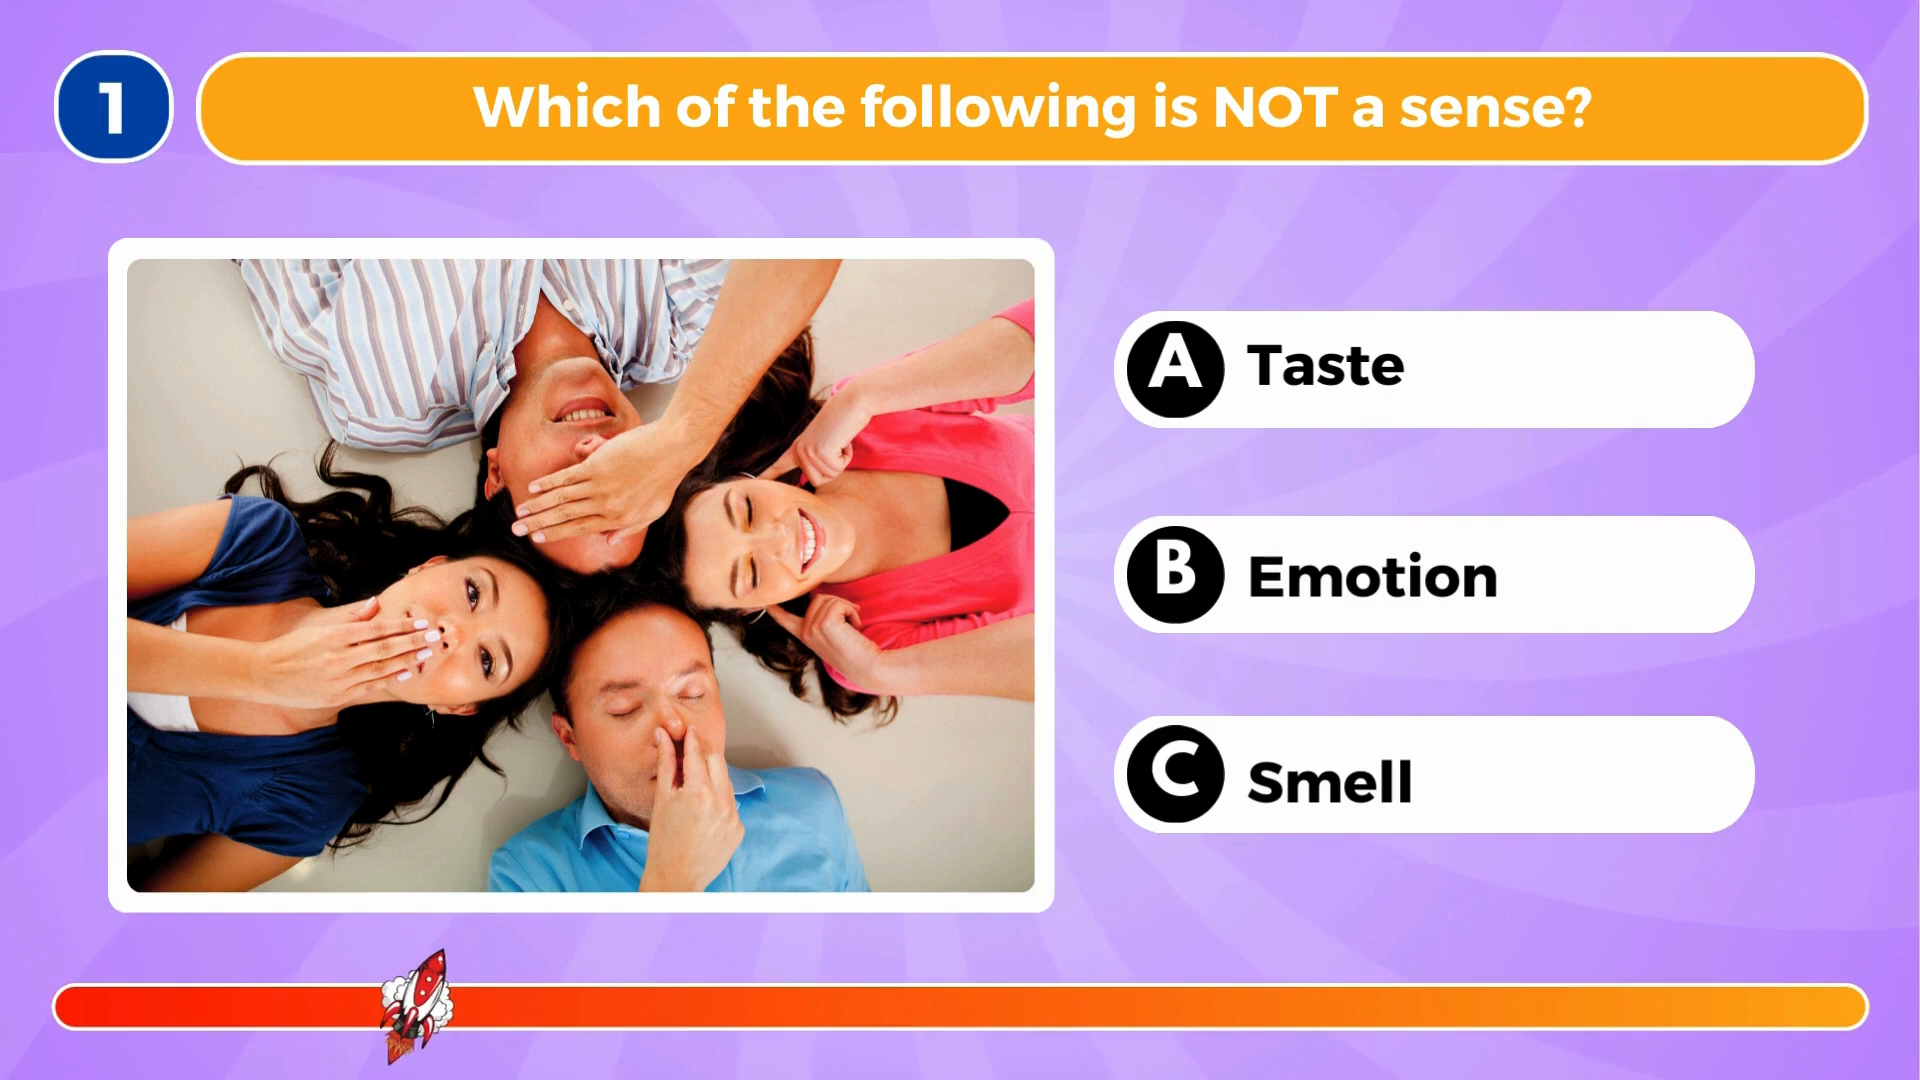 1
Which of the following is NOT a sense?
A Taste
B Emotion
C Smell